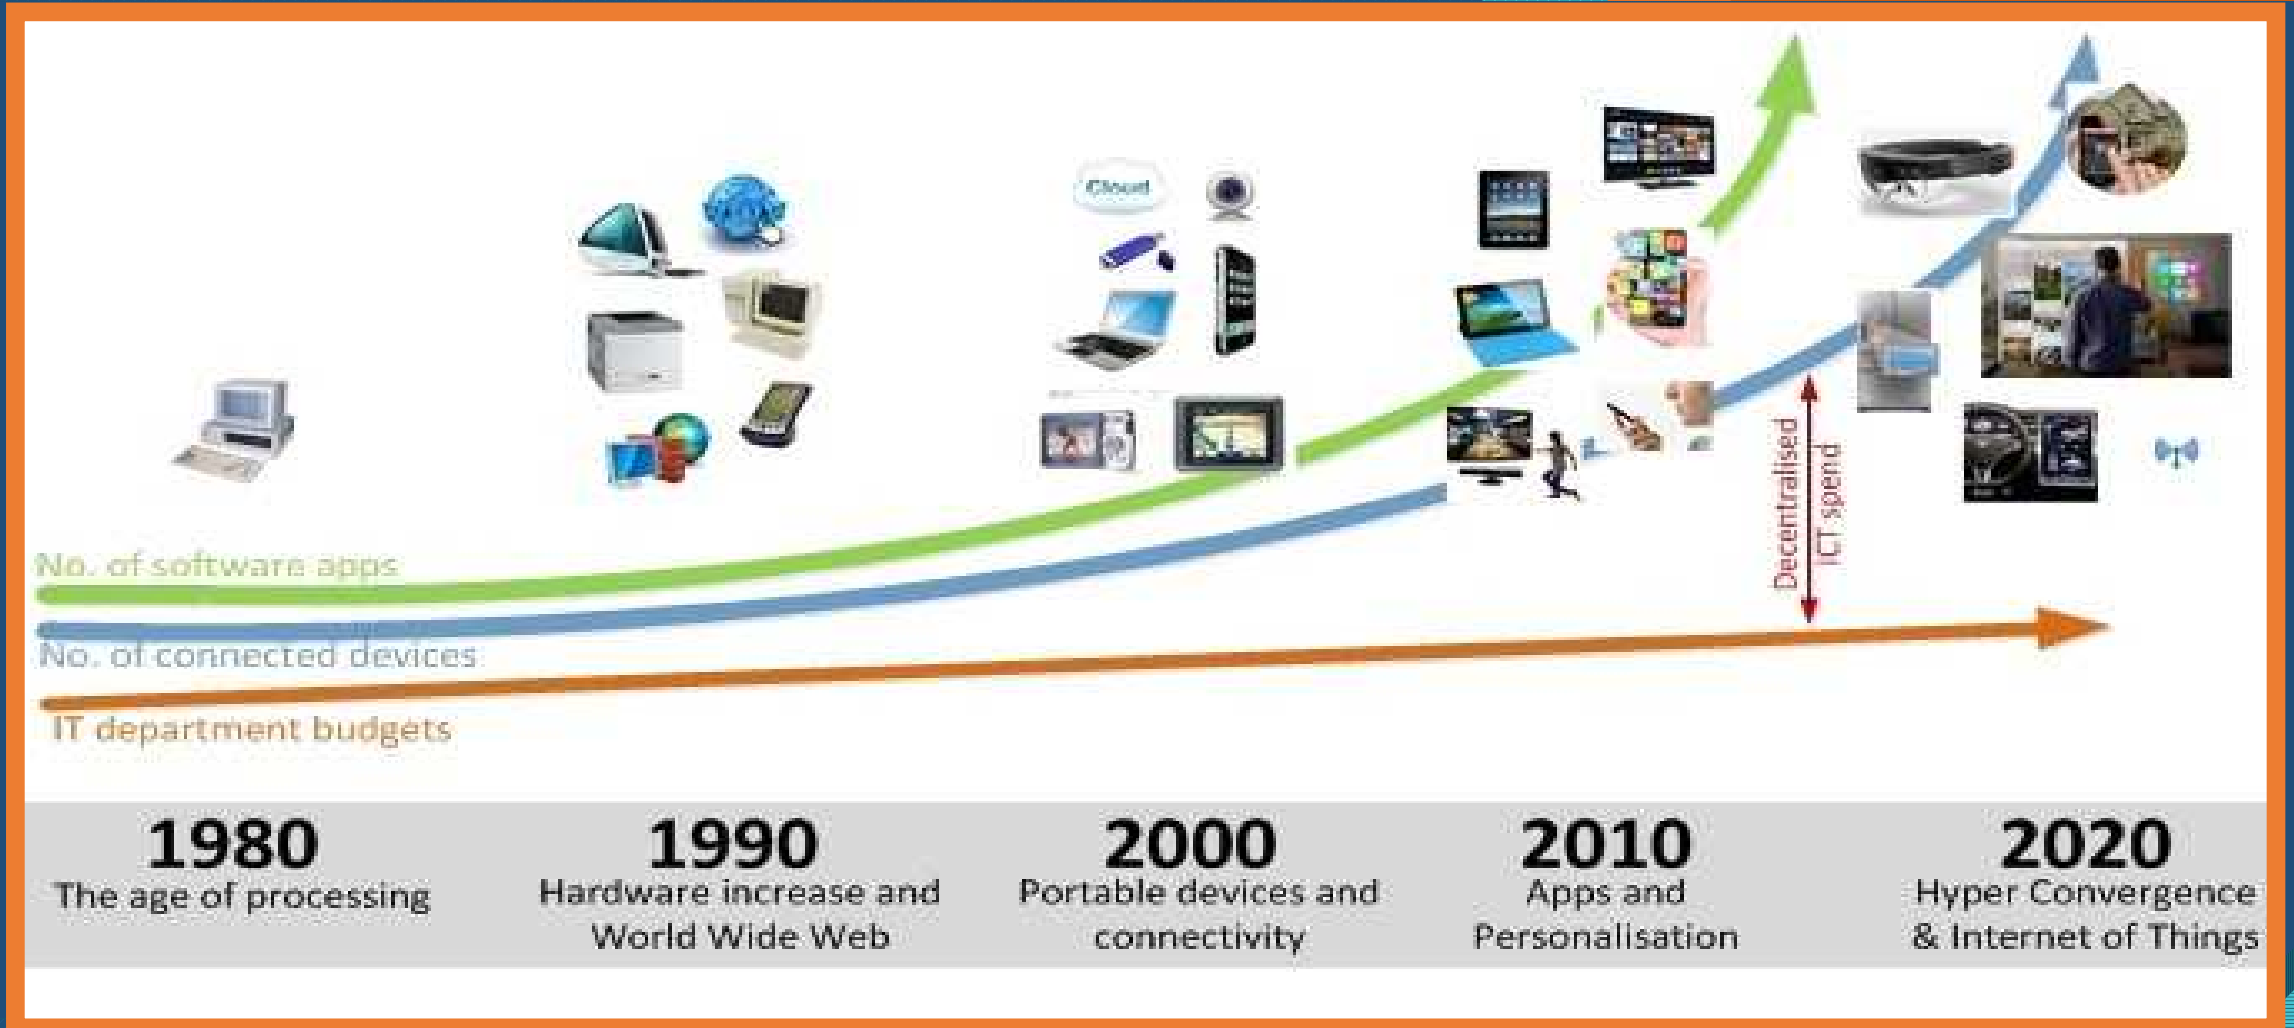 Cloud
No. of software apps
No. of connected devices
IT department budgets
Decentralised
ICT spend
1980
The age of processing
1990
Hardware increase and
World Wide Web
2000
Portable devices and
connectivity
2010
Apps and
Personalisation
2020
Hyper Convergence
& Internet of Things